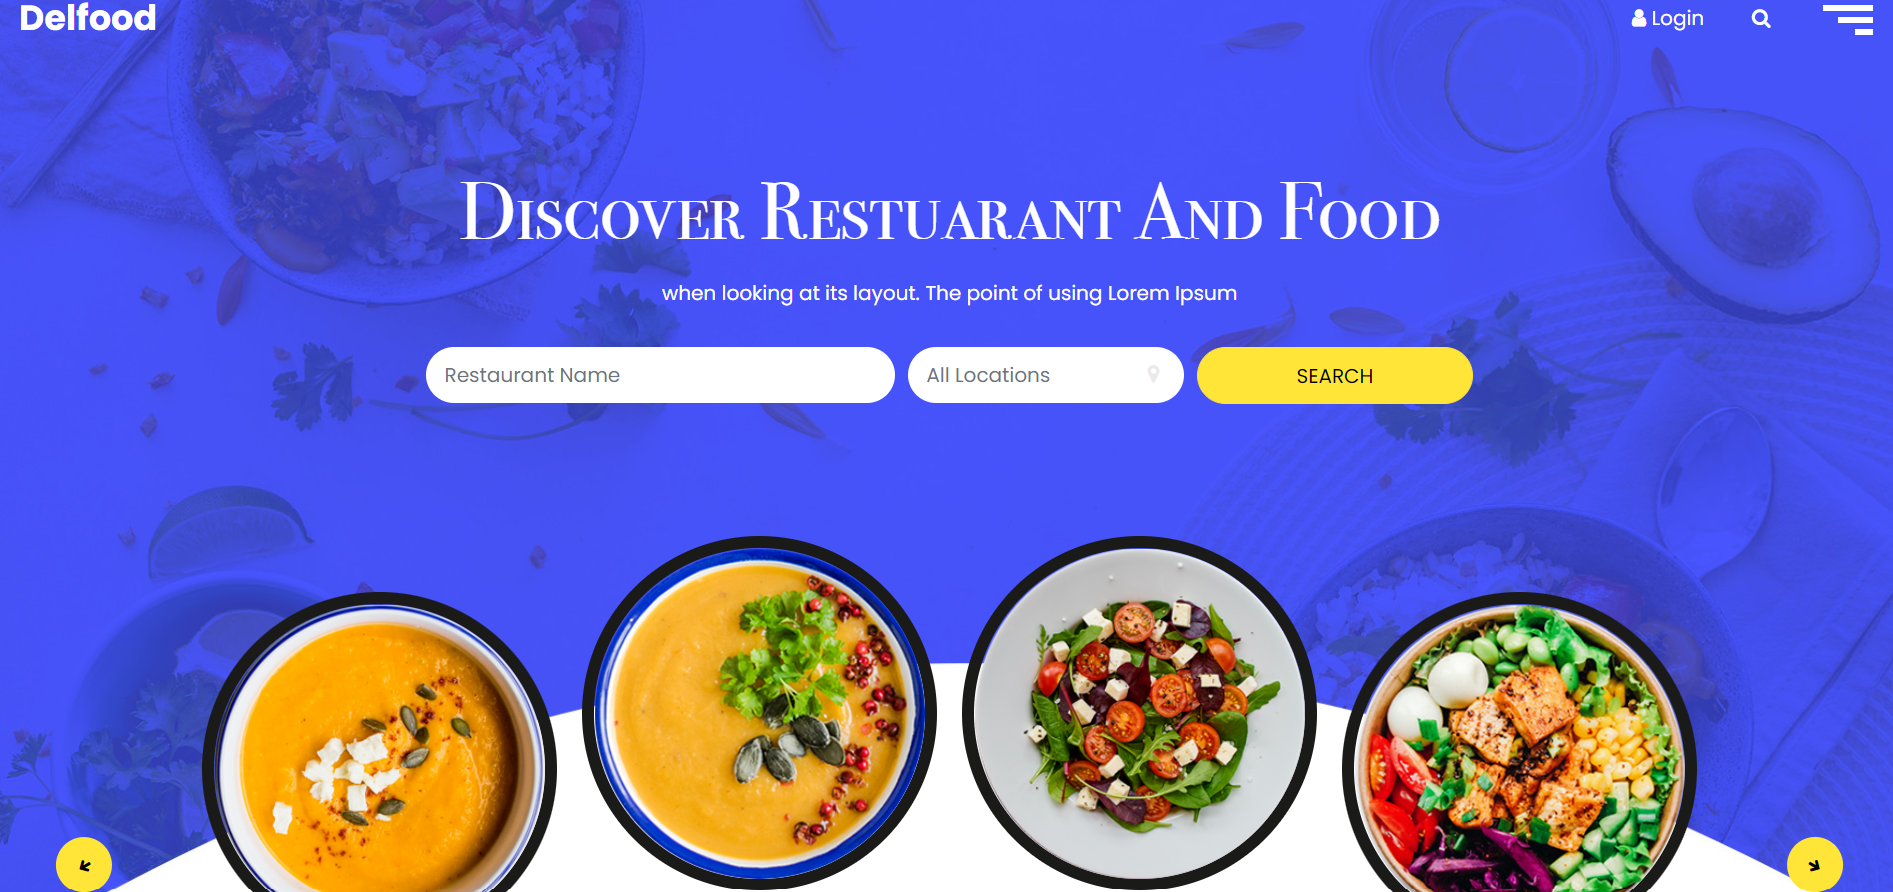 Delfood
Login
Discover Restuarant And Food
when looking at its layout. The point of using Lorem Ipsum
Restaurant Name
All Locations
SEARCH